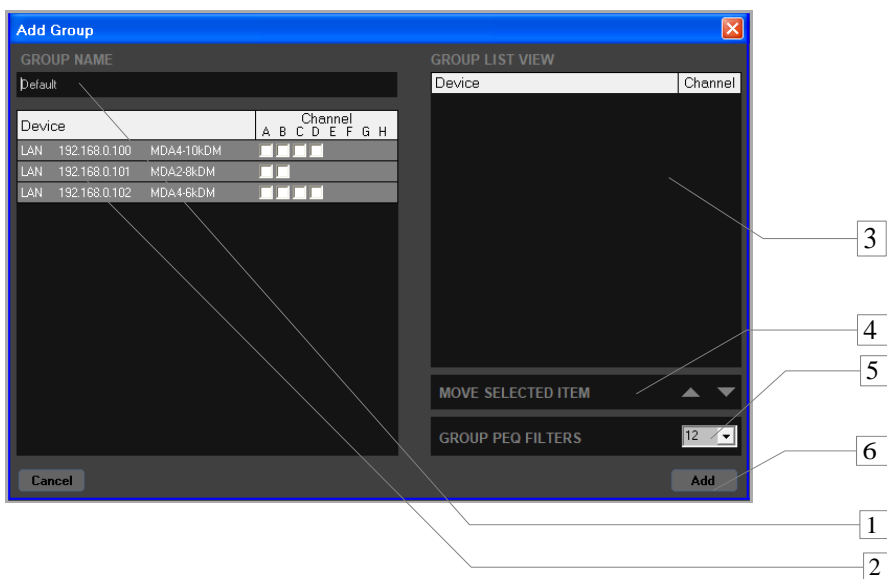 Add Group
GROUP NAME
Default
Device Channel
A B C D E F G H
LAN 192.168.0.100 MDA4-10kDM
LAN 192.168.0.101 MDA2-8kDM
LAN 192.168.0.102 MDA4-6kDM
Cancel
GROUP LIST VIEW
Device Channel
MOVE SELECTED ITEM
GROUP PEQ FILTERS 12
Add
3
4
5
6
1
2